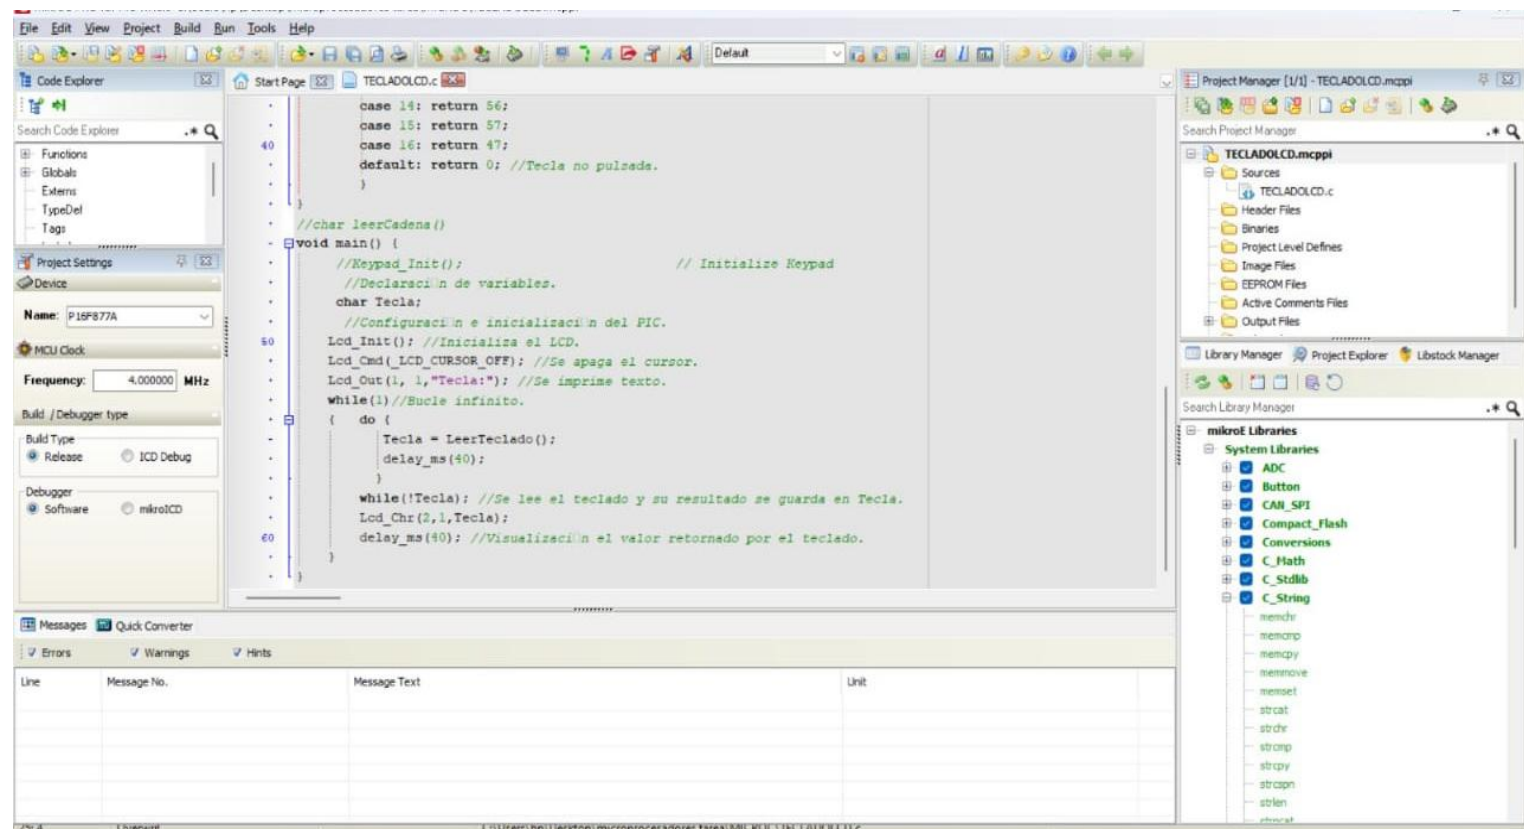 File Edit View Project Build Run Tools Help
Default
Code Explorer
Search Code Explorer
Functions
Globals
Externs
TypeDef
Tags
Project Settings
Device
Name: P16F877A
MCU Clock
Frequency: 4.000000 MHz
Build / Debugger type
Build Type
Release ICD Debug
Debugger
Software mikroICD
Start Page TECLADOLCD.c
case 14: return 56;
case 15: return 57;
40 case 16: return 47;
default: return 0; //Tecla no pulsada.
}
}
//char leerCadena()
void main() {
//Keypad_Init(); // Initialize Keypad
//Declaraci�n de variables.
char Tecla;
//Configuraci�n e inicializaci�n del PIC.
50 Lcd_Init(); //Inicializa el LCD.
Lcd_Cmd(_LCD_CURSOR_OFF); //Se apaga el cursor.
Lcd_Out(1, 1,"Tecla:"); //Se imprime texto.
while(1)//Bucle infinito.
{ do {
Tecla = LeerTeclado();
delay_ms(40);
}
while(!Tecla); //Se lee el teclado y su resultado se guarda en Tecla.
Lcd_Chr(2,1,Tecla);
60 delay_ms(40); //Visualizaci�n el valor retornado por el teclado.
}
}
Messages Quick Converter
Errors Warnings Hints
Line Message No. Message Text Unit
Project Manager [1/1] - TECLADOLCD.mcppi
Search Project Manager
TECLADOLCD.mcppi
Sources
TECLADOLCD.c
Header Files
Binaries
Project Level Defines
Image Files
EEPROM Files
Active Comments Files
Output Files
Library Manager Project Explorer Libstock Manager
Search Library Manager
mikroE Libraries
System Libraries
ADC
Button
CAN_SPI
Compact_Flash
Conversions
C_Math
C_Stdlib
C_String
memchr
memcmp
memcpy
memmove
memset
strcat
strchr
strcmp
strcpy
strcspn
strlen
strncat